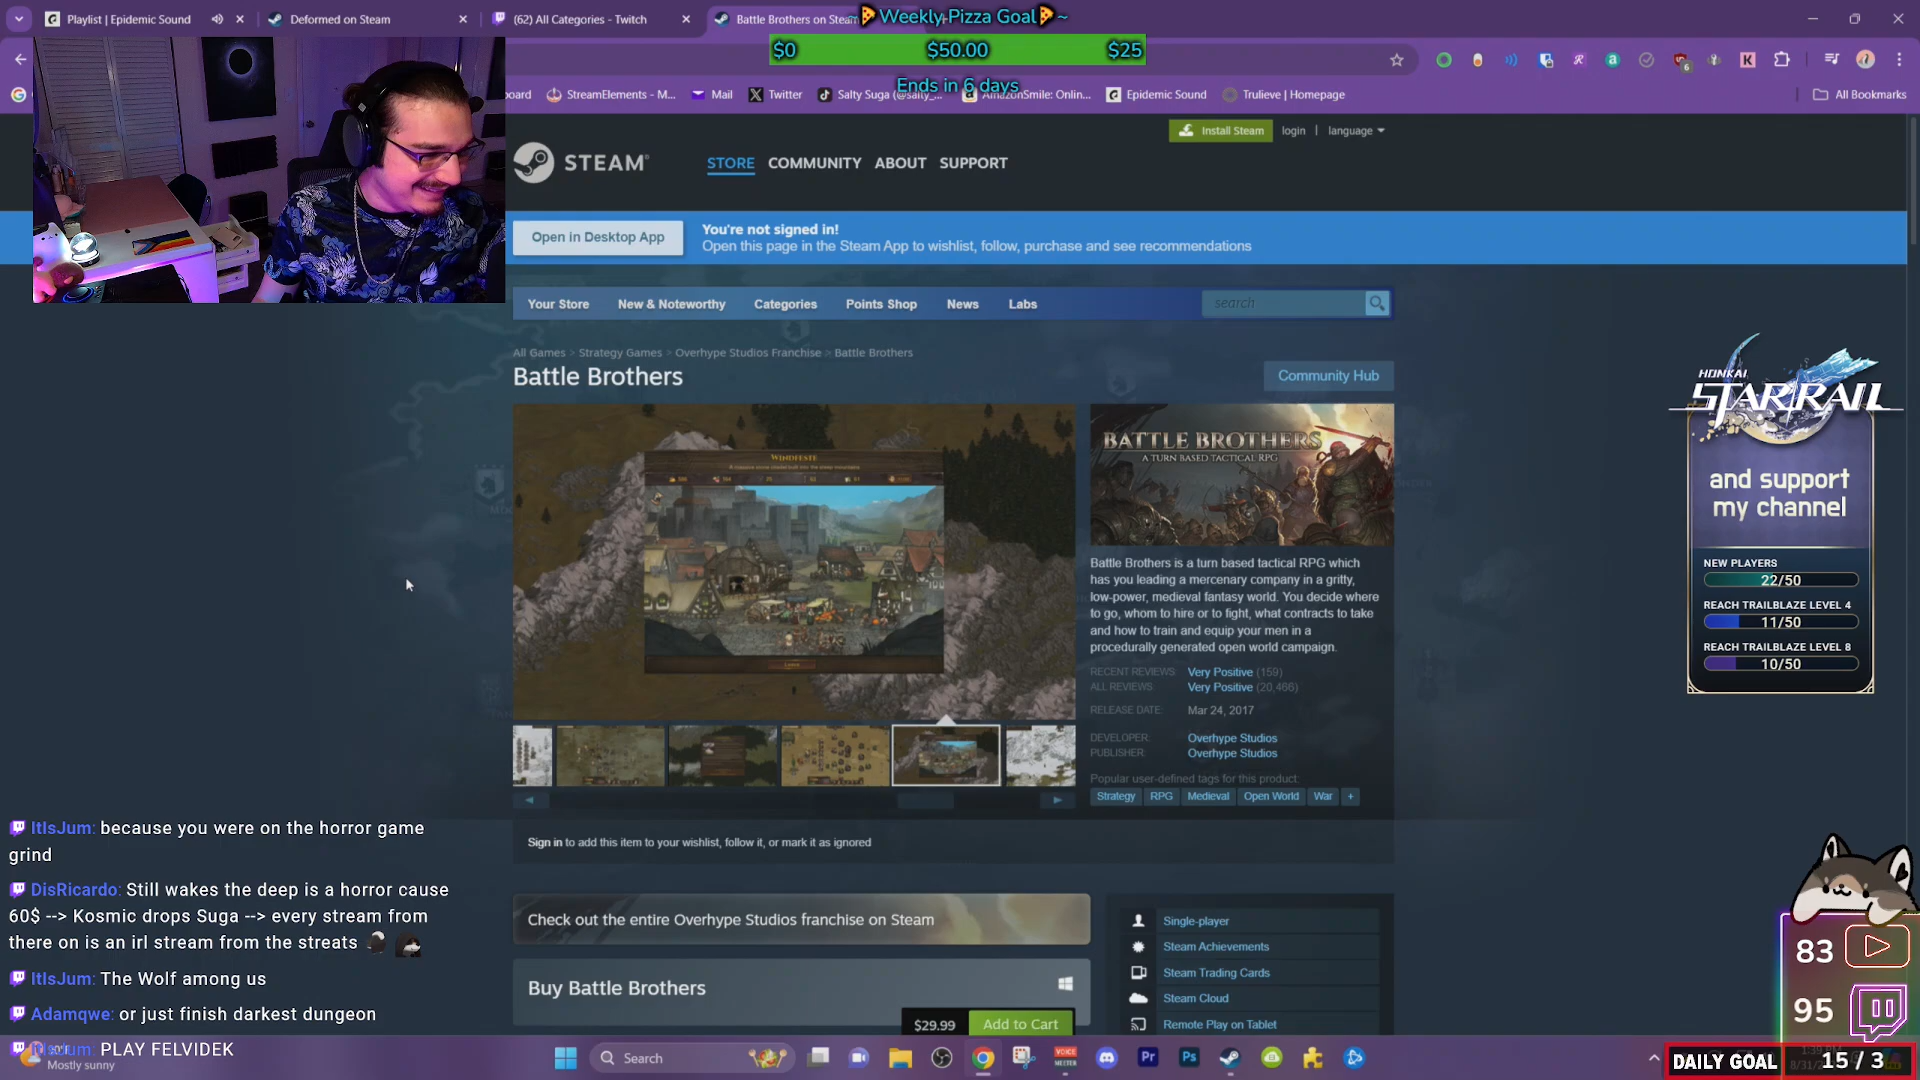 Playlist | Epidemic Sound
Deformed on Steam
(62) All Categories - Twitch
Battle Brothers on Steam
~🍕Weekly Pizza Goal🍕~
$0 $50.00 $25
Ends in 6 days
StreamElements - M...
Mail
Twitter
Salty Suga (@salty_...
AmazonSmile: Onlin...
Epidemic Sound
Trulieve | Homepage
All Bookmarks
Install Steam login | language
STEAM
STORE COMMUNITY ABOUT SUPPORT
Open in Desktop App
You're not signed in!
Open this page in the Steam App to wishlist, follow, purchase and see recommendations
Your Store New & Noteworthy Categories Points Shop News Labs search
All Games > Strategy Games > Overhype Studios Franchise > Battle Brothers
Battle Brothers
Community Hub
WINDFESTE
BATTLE BROTHERS
A TURN BASED TACTICAL RPG
Battle Brothers is a turn based tactical RPG which
has you leading a mercenary company in a gritty,
low-power, medieval fantasy world. You decide where
to go, whom to hire or to fight, what contracts to take
and how to train and equip your men in a
procedurally generated open world campaign.
RECENT REVIEWS: Very Positive (159)
ALL REVIEWS: Very Positive (20,466)
RELEASE DATE: Mar 24, 2017
DEVELOPER: Overhype Studios
PUBLISHER: Overhype Studios
Popular user-defined tags for this product:
Strategy RPG Medieval Open World War +
Sign in to add this item to your wishlist, follow it, or mark it as ignored
Check out the entire Overhype Studios franchise on Steam
Buy Battle Brothers
$29.99 Add to Cart
Single-player
Steam Achievements
Steam Trading Cards
Steam Cloud
Remote Play on Tablet
HONKAI
STAR RAIL
and support
my channel
NEW PLAYERS
22/50
REACH TRAILBLAZE LEVEL 4
11/50
REACH TRAILBLAZE LEVEL 8
10/50
ItIsJum: because you were on the horror game
grind
DisRicardo: Still wakes the deep is a horror cause
60$ --> Kosmic drops Suga --> every stream from
there on is an irl stream from the streats
ItIsJum: The Wolf among us
Adamqwe: or just finish darkest dungeon
ItIsJum: PLAY FELVIDEK
Mostly sunny
Search
83
95
DAILY GOAL 15 / 3